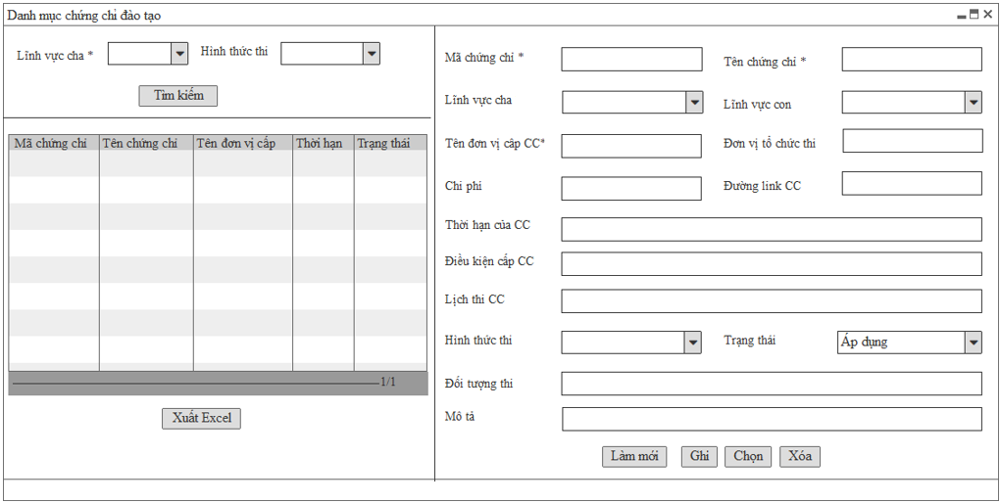 Danh mục chứng chỉ đào tạo
Lĩnh vực cha *
Hình thức thi
Tìm kiếm
Mã chứng chỉ Tên chứng chỉ Tên đơn vị cấp Thời hạn Trạng thái
1/1
Xuất Excel
Mã chứng chỉ *
Tên chứng chỉ *
Lĩnh vực cha
Lĩnh vực con
Tên đơn vị câp CC*
Đơn vị tổ chức thi
Chi phí
Đường link CC
Thời hạn của CC
Điều kiện cấp CC
Lịch thi CC
Hình thức thi
Trạng thái
Áp dụng
Đối tượng thi
Mô tả
Làm mới
Ghi
Chọn
Xóa